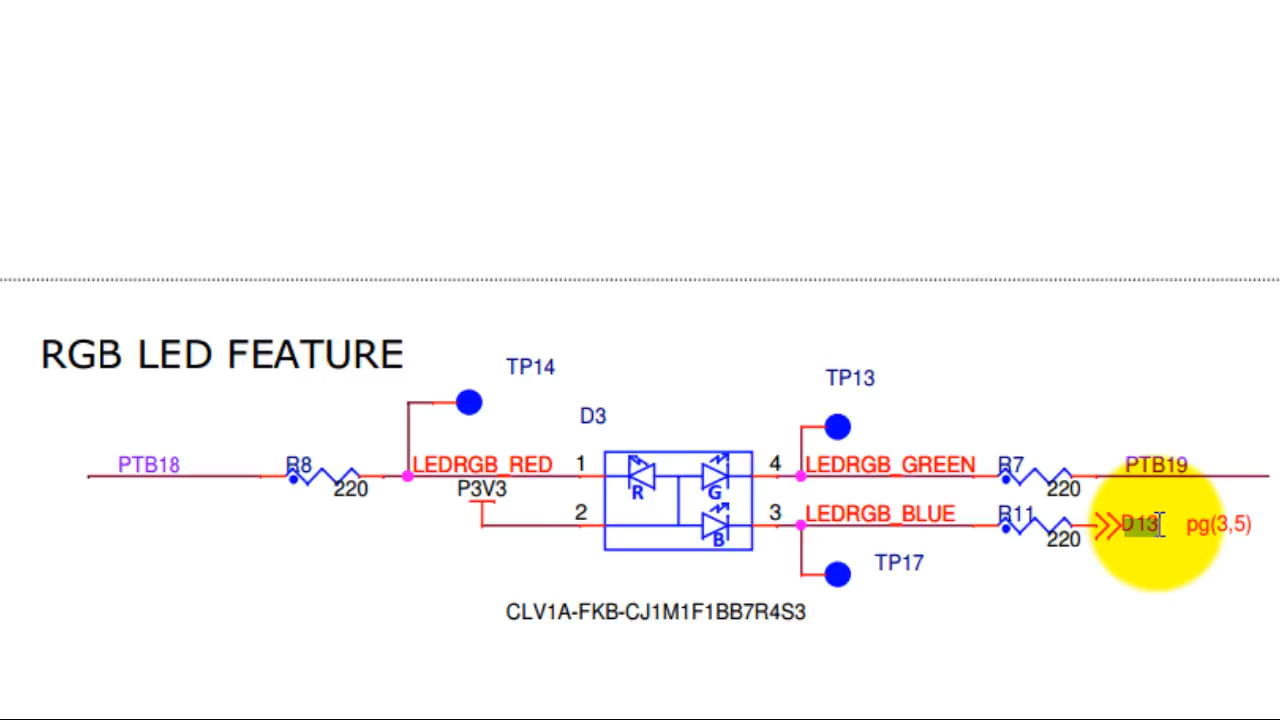 RGB LED FEATURE
TP14
TP13
D3
PTB18
R8
220
LEDRGB_RED
1
P3V3
2
R
G
B
4
LEDRGB_GREEN
R7
220
PTB19
3
LEDRGB_BLUE
R11
220
D13
pg(3,5)
TP17
CLV1A-FKB-CJ1M1F1BB7R4S3